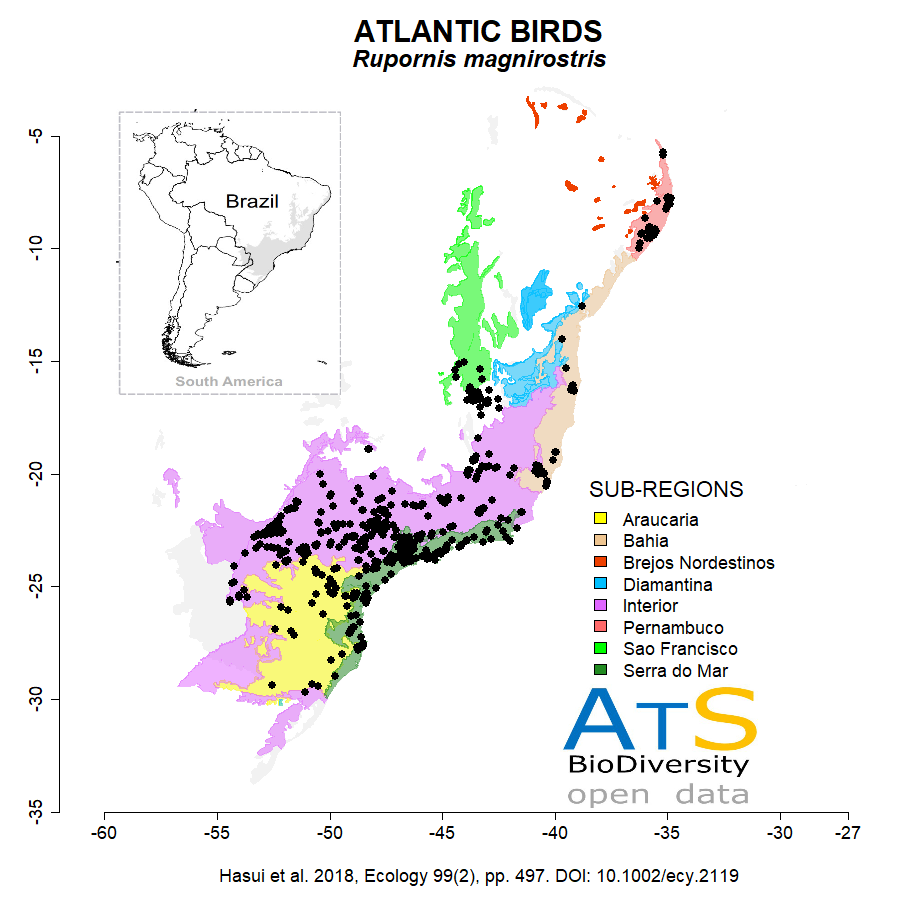 ATLANTIC BIRDS
Rupornis magnirostris
Brazil
South America
-5
-10
-15
-20
-25
-30
-35
SUB-REGIONS
Araucaria
Bahia
Brejos Nordestinos
Diamantina
Interior
Pernambuco
Sao Francisco
Serra do Mar
ATS
BioDiversity
open data
-60
-55
-50
-45
-40
-35
-30
-27
Hasui et al. 2018, Ecology 99(2), pp. 497. DOI: 10.1002/ecy.2119